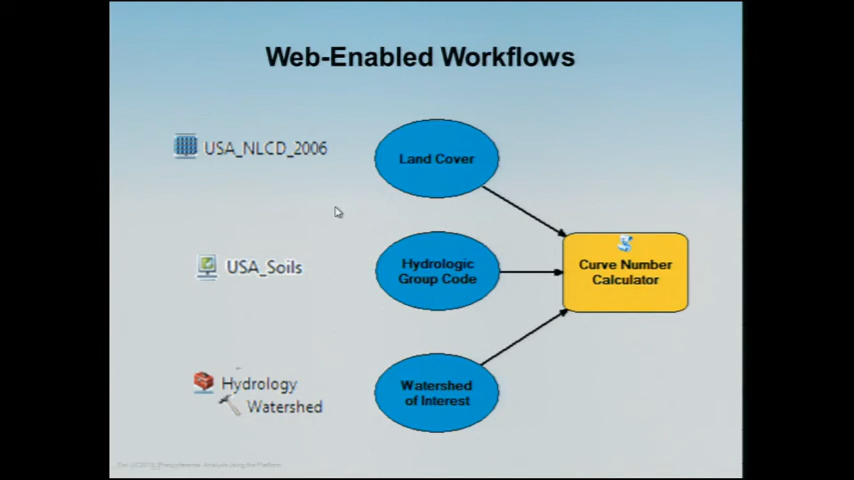 Web-Enabled Workflows
USA_NLCD_2006
Land Cover
USA_Soils
Hydrologic
Group Code
Curve Number
Calculator
Hydrology
Watershed
Watershed
of Interest